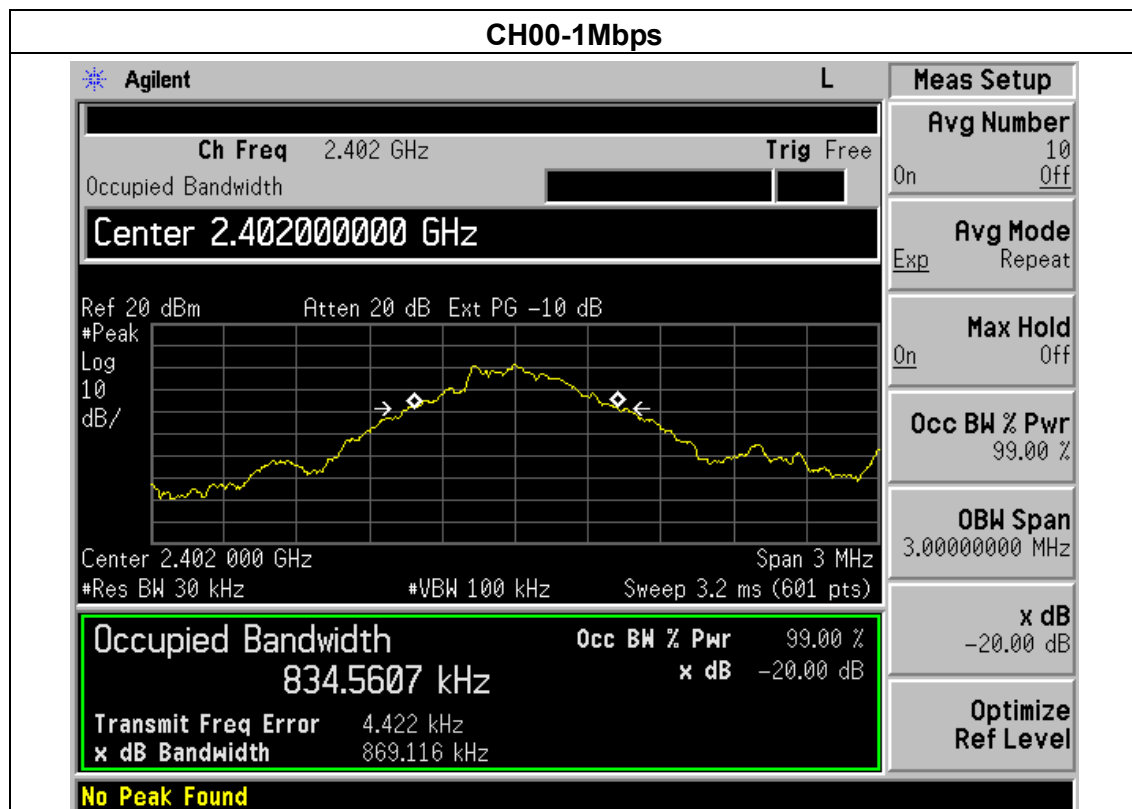 CH00-1Mbps
Agilent L
Ch Freq 2.402 GHz Trig Free
Occupied Bandwidth
Center 2.402000000 GHz
Ref 20 dBm Atten 20 dB Ext PG -10 dB
#Peak
Log
10
dB/
Center 2.402 000 GHz Span 3 MHz
#Res BW 30 kHz #VBW 100 kHz Sweep 3.2 ms (601 pts)
Occupied Bandwidth
834.5607 kHz
Occ BW % Pwr 99.00 %
x dB -20.00 dB
Transmit Freq Error 4.422 kHz
x dB Bandwidth 869.116 kHz
No Peak Found
Meas Setup
Avg Number
10
On Off
Avg Mode
Exp Repeat
Max Hold
On Off
Occ BW % Pwr
99.00 %
OBW Span
3.00000000 MHz
x dB
-20.00 dB
Optimize
Ref Level